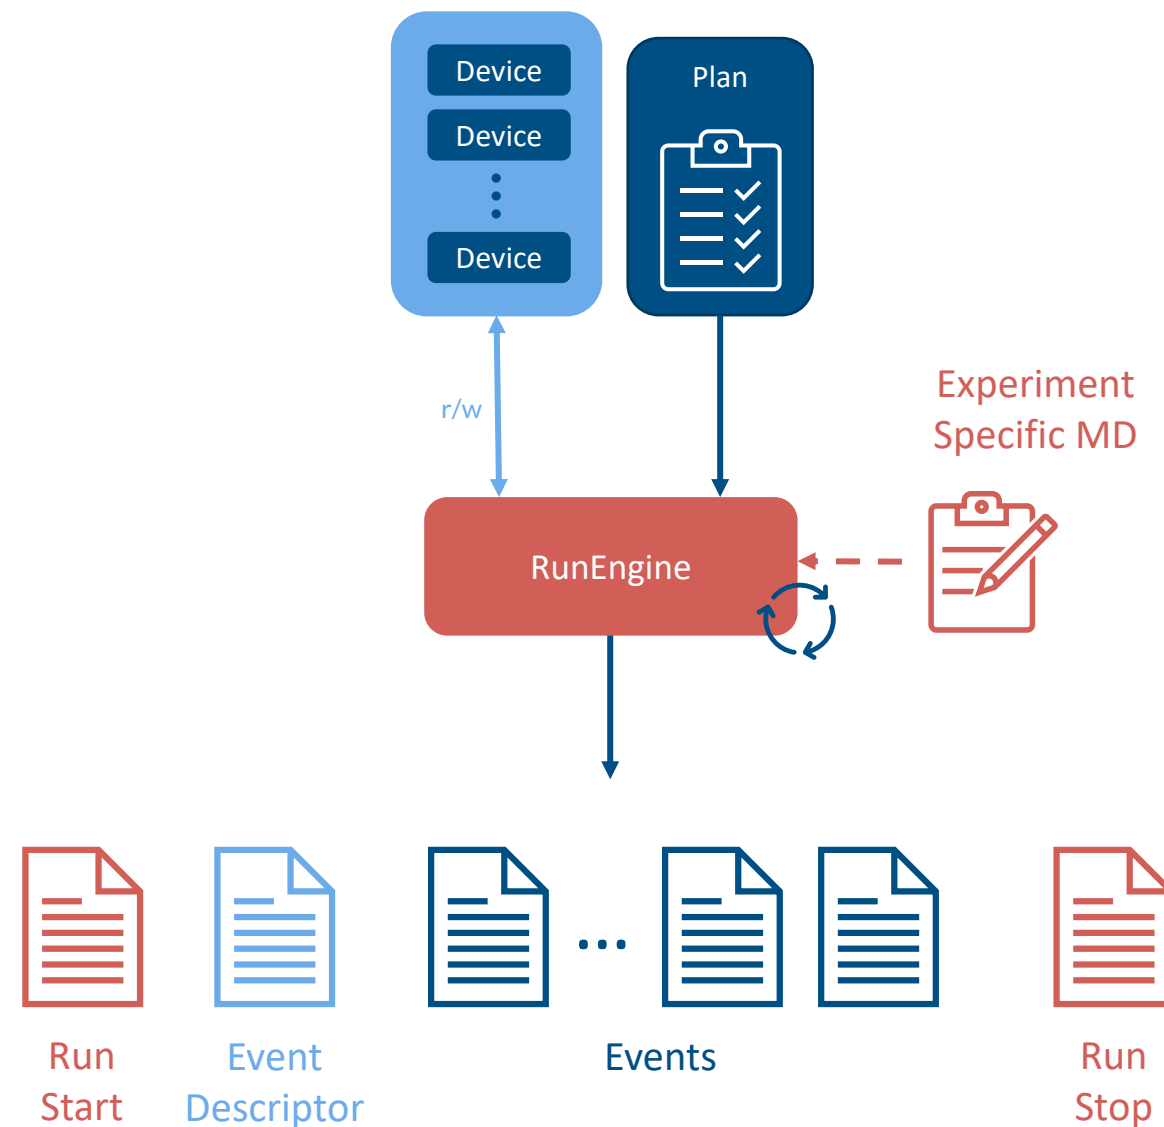 Device
Device
Device
Plan
r/w
Experiment
Specific MD
RunEngine
Run
Start
Event
Descriptor
Events
Run
Stop